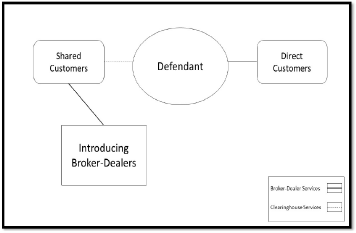 Shared
Customers
Defendant
Direct
Customers
Introducing
Broker-Dealers
Broker-Dealer Services
Clearinghouse Services